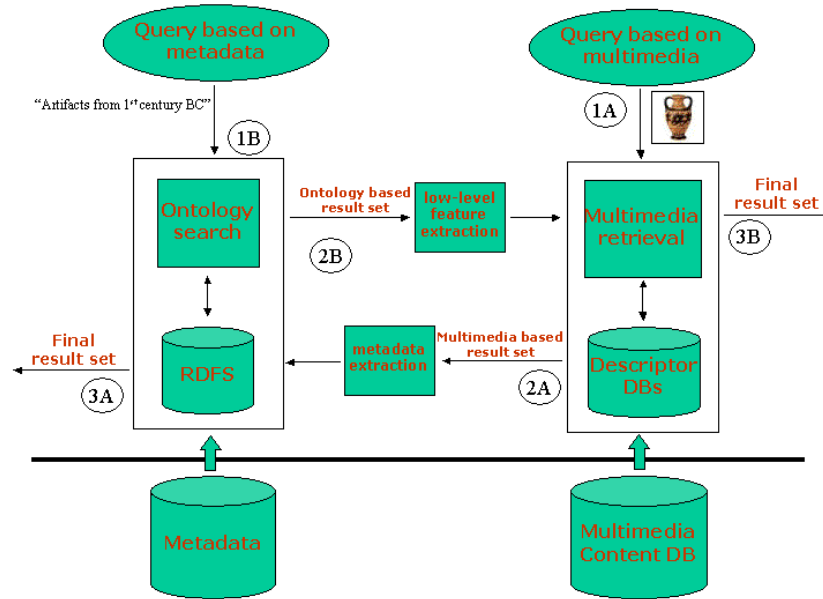 Query based on
metadata
Query based on
multimedia
"Artifacts from 1st century BC"
1B
1A
Ontology
search
Ontology based
result set
2B
low-level
feature
extraction
Multimedia
retrieval
Final
result set
3B
Final
result set
3A
RDFS
metadata
extraction
Multimedia based
result set
2A
Descriptor
DBs
Metadata
Multimedia
Content DB